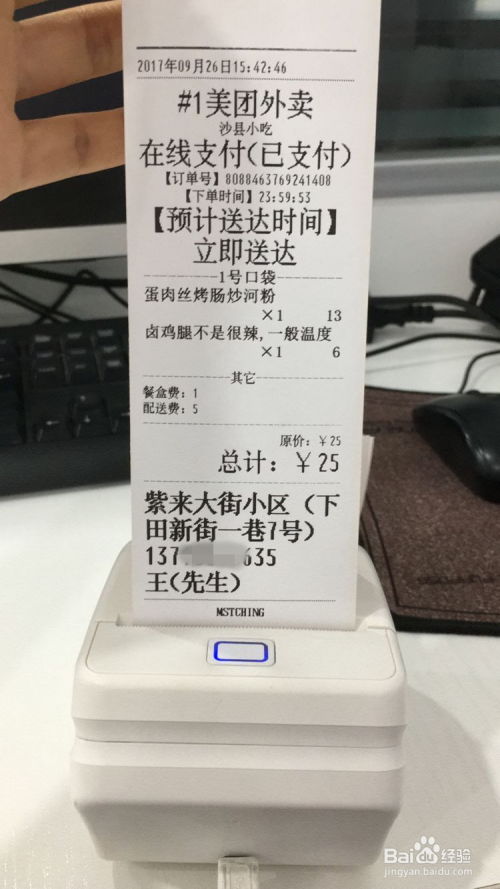 2017年09月26日15:42:46
#1美团外卖
沙县小吃
在线支付(已支付)
【订单号】8088463769241408
【下单时间】23:59:53
【预计送达时间】
立即送达
1号口袋
蛋肉丝烤肠炒河粉
×1 13
卤鸡腿不是很辣,一般温度
×1 6
其它
餐盒费: 1
配送费: 5
原价: ￥25
总计: ￥25
紫来大街小区 (下
田新街一巷7号)
137 635
王(先生)
MSTCHING
Baidu经验
jingyan.baidu.com